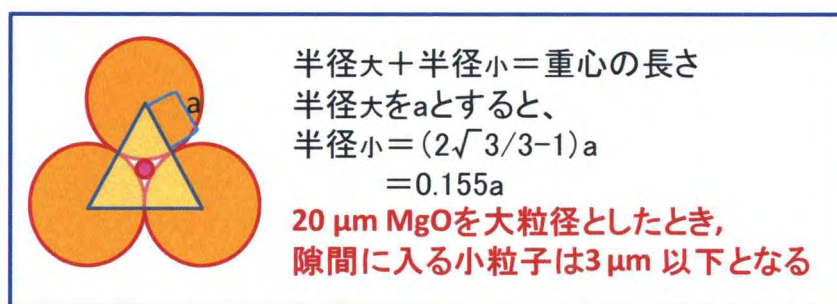 a
半径大＋半径小＝重心の長さ
半径大をaとすると、
半径小＝(2√3/3-1)a
＝0.155a
20 μm MgOを大粒径としたとき,
隙間に入る小粒子は3 μm 以下となる